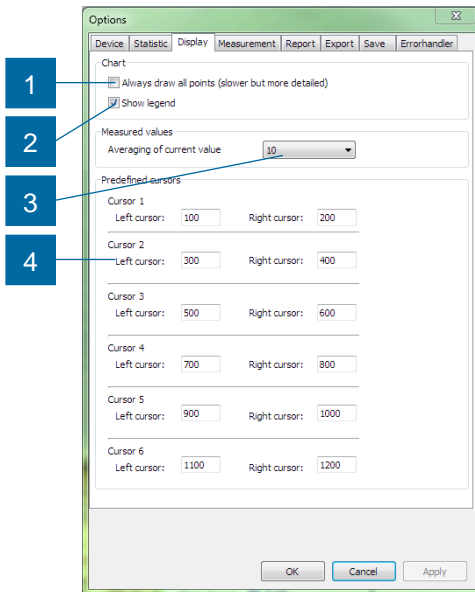 Options
Device Statistic Display Measurement Report Export Save Errorhandler
Chart
1
Always draw all points (slower but more detailed)
Show legend
2
Measured values
Averaging of current value 10
3
Predefined cursors
Cursor 1
Left cursor: 100 Right cursor: 200
Cursor 2
4
Left cursor: 300 Right cursor: 400
Cursor 3
Left cursor: 500 Right cursor: 600
Cursor 4
Left cursor: 700 Right cursor: 800
Cursor 5
Left cursor: 900 Right cursor: 1000
Cursor 6
Left cursor: 1100 Right cursor: 1200
OK Cancel Apply